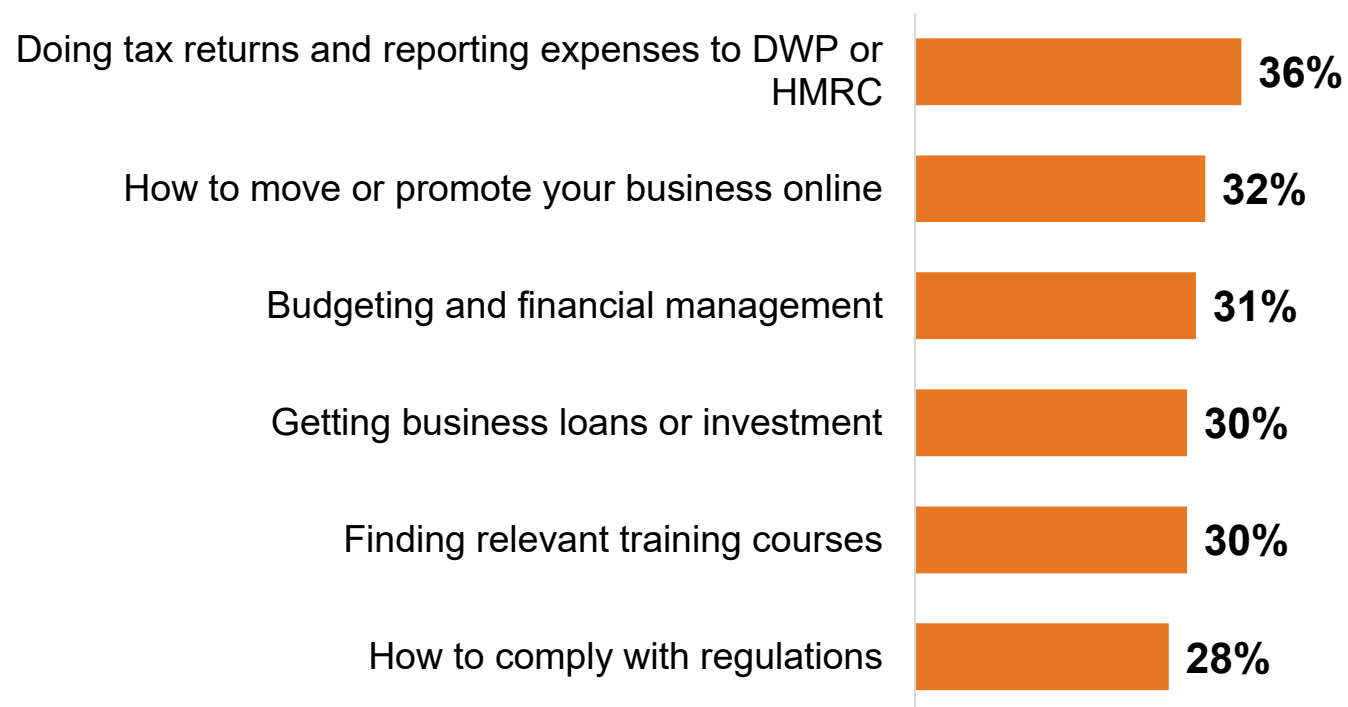 Doing tax returns and reporting expenses to DWP or
HMRC
36%
How to move or promote your business online
32%
Budgeting and financial management
31%
Getting business loans or investment
30%
Finding relevant training courses
30%
How to comply with regulations
28%